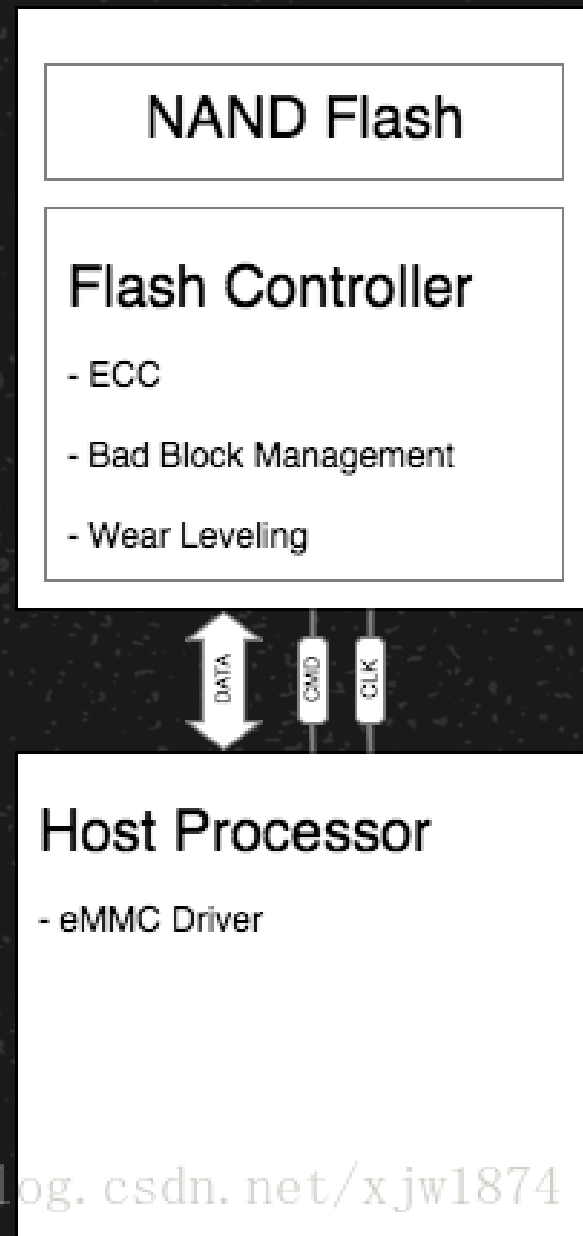 NAND Flash
Flash Controller
- ECC
- Bad Block Management
- Wear Leveling
DATA
CMD
CLK
Host Processor
- eMMC Driver
log.csdn.net/xjw1874